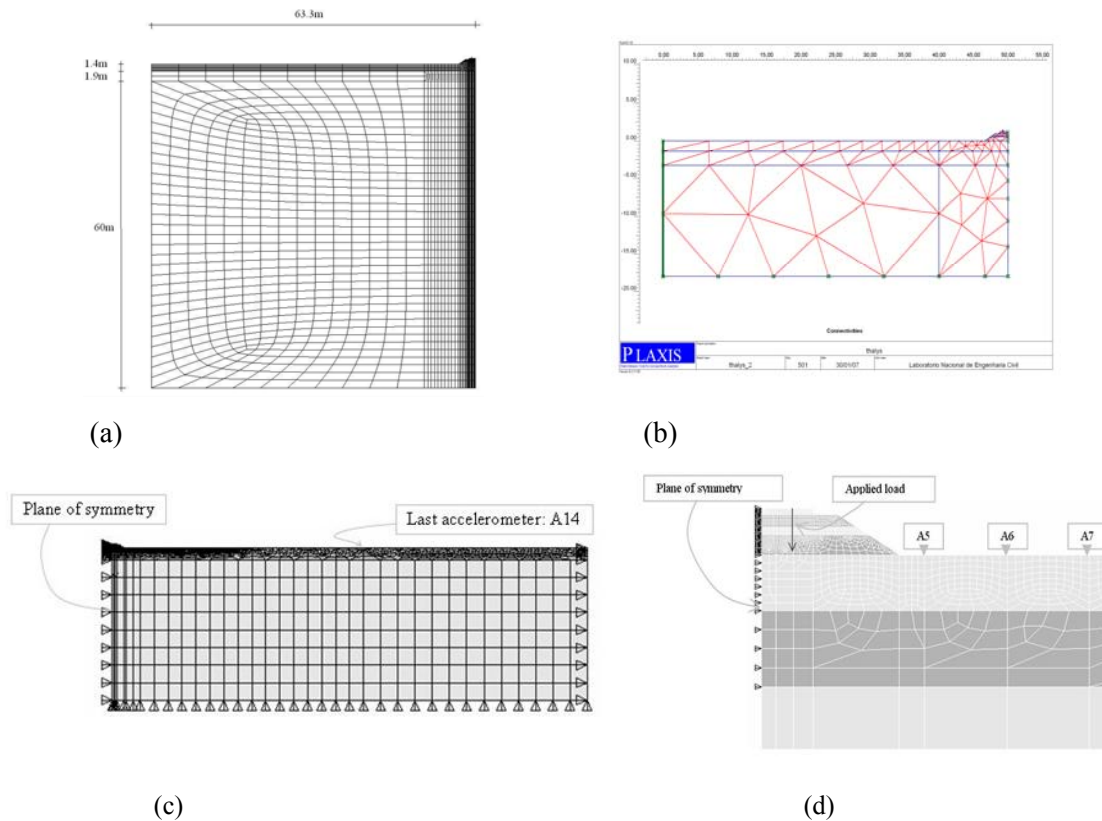 63.3m
1.4m
1.9m
60m
(a)
0.00 5.00 10.00 15.00 20.00 25.00 30.00 35.00 40.00 45.00 50.00 55.00
10.00
5.00
0.00
-5.00
-10.00
-15.00
-20.00
Connectivities
PLAXIS
thalys
thalys_2 501 30/01/07 Laboratorio Nacional de Engenharia Civil
(b)
Plane of symmetry
Last accelerometer: A14
(c)
Plane of symmetry
Applied load
A5 A6 A7
(d)